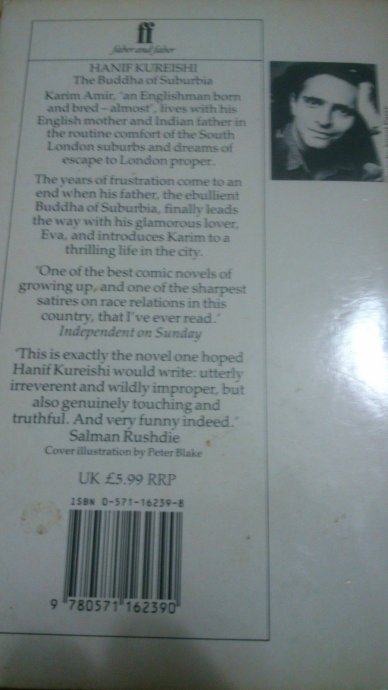 ff
faber and faber
HANIF KUREISHI
The Buddha of Suburbia
Karim Amir, 'an Englishman born
and bred – almost', lives with his
English mother and Indian father in
the routine comfort of the South
London suburbs and dreams of
escape to London proper.
The years of frustration come to an
end when his father, the ebullient
Buddha of Suburbia, finally leads
the way with his glamorous lover,
Eva, and introduces Karim to a
thrilling life in the city.
'One of the best comic novels of
growing up, and one of the sharpest
satires on race relations in this
country, that I've ever read.'
Independent on Sunday
'This is exactly the novel one hoped
Hanif Kureishi would write: utterly
irreverent and wildly improper, but
also genuinely touching and
truthful. And very funny indeed.'
Salman Rushdie
Cover illustration by Peter Blake
UK £5.99 RRP
ISBN 0-571-16239-8
9 780571 162390